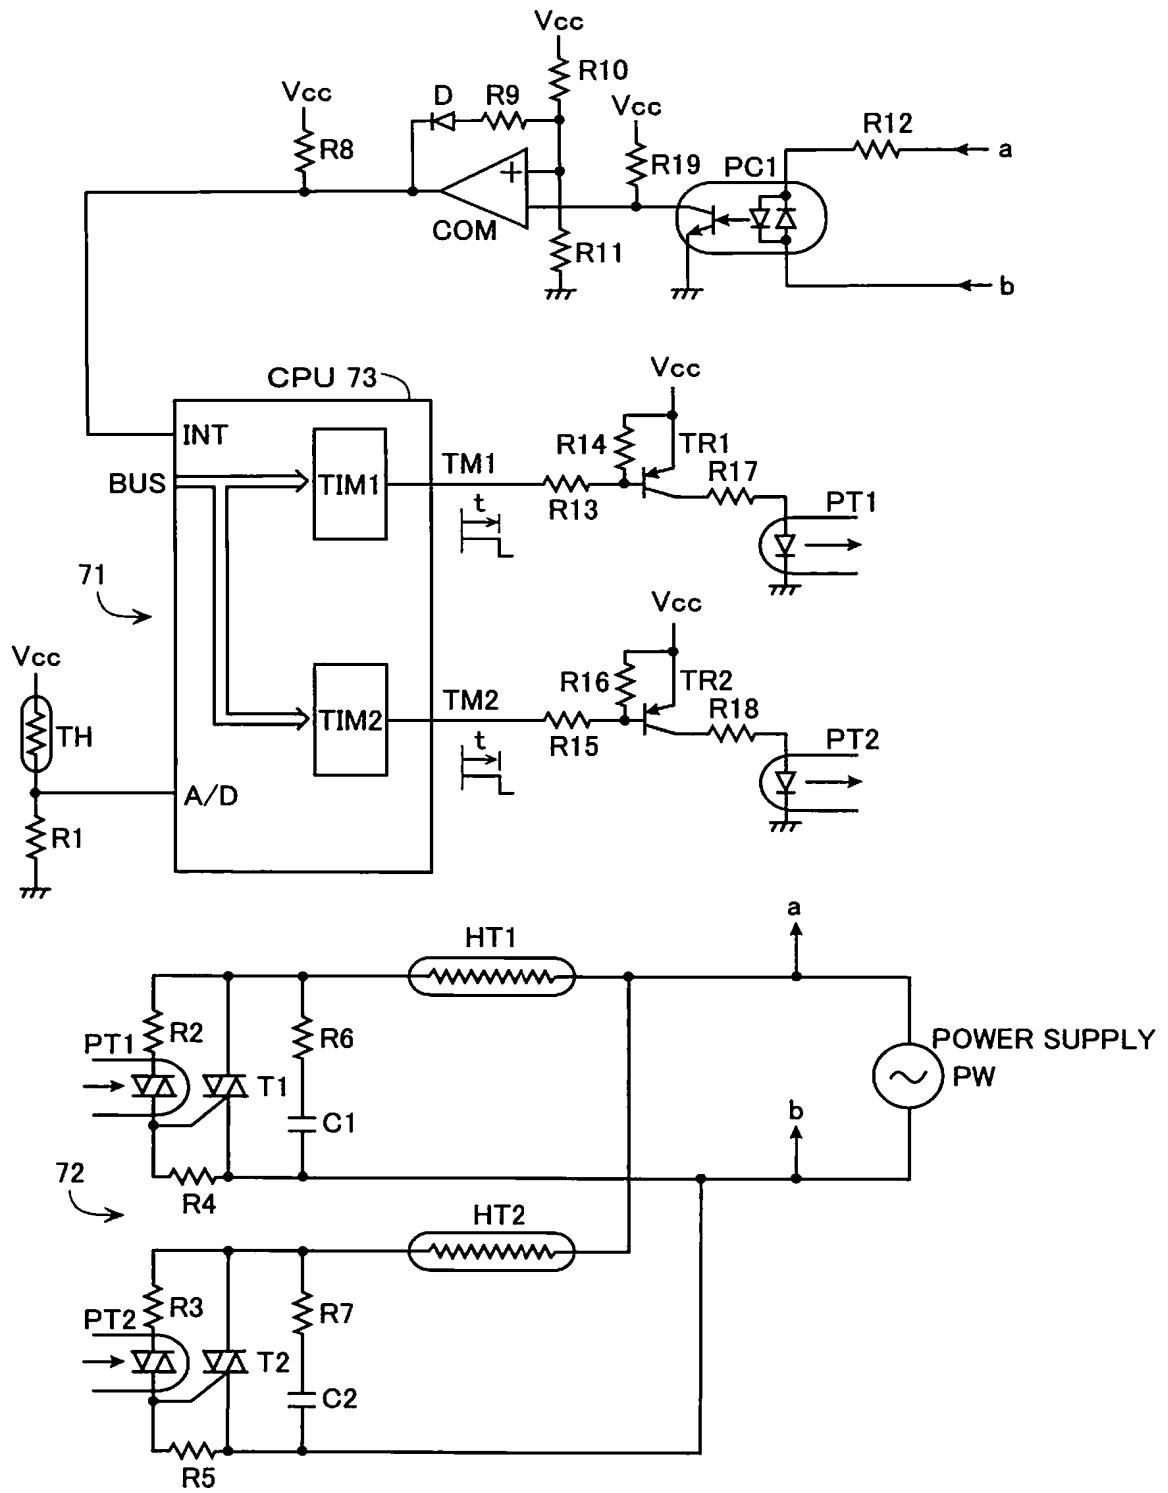 Vcc
R10
D
R9
Vcc
Vcc
R12
a
R8
R19
PC1
+
COM
R11
b
CPU 73
Vcc
INT
R14
TR1
BUS
TIM1
TM1
R17
R13
PT1
t
71
Vcc
Vcc
R16
TR2
TM2
R18
TH
TIM2
R15
PT2
t
A/D
R1
a
HT1
R2
R6
PT1
POWER SUPPLY
T1
PW
C1
b
72
R4
HT2
R3
R7
PT2
T2
C2
R5